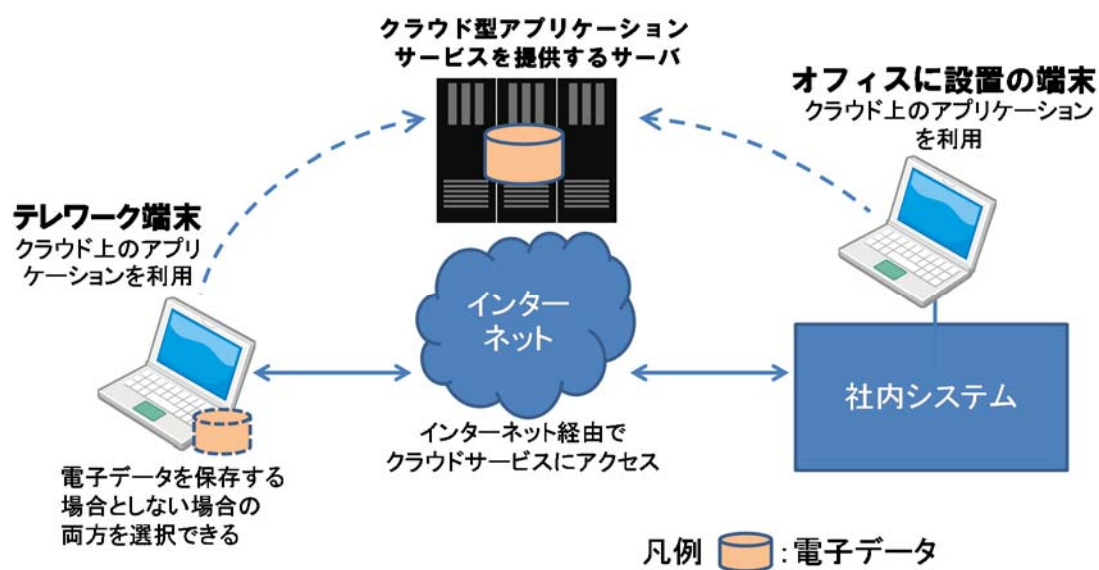 クラウド型アプリケーション
サービスを提供するサーバ
オフィスに設置の端末
クラウド上のアプリケーション
を利用
テレワーク端末
クラウド上のアプリ
ケーションを利用
インター
ネット
社内システム
インターネット経由で
クラウドサービスにアクセス
電子データを保存する
場合としない場合の
両方を選択できる
凡例 :電子データ